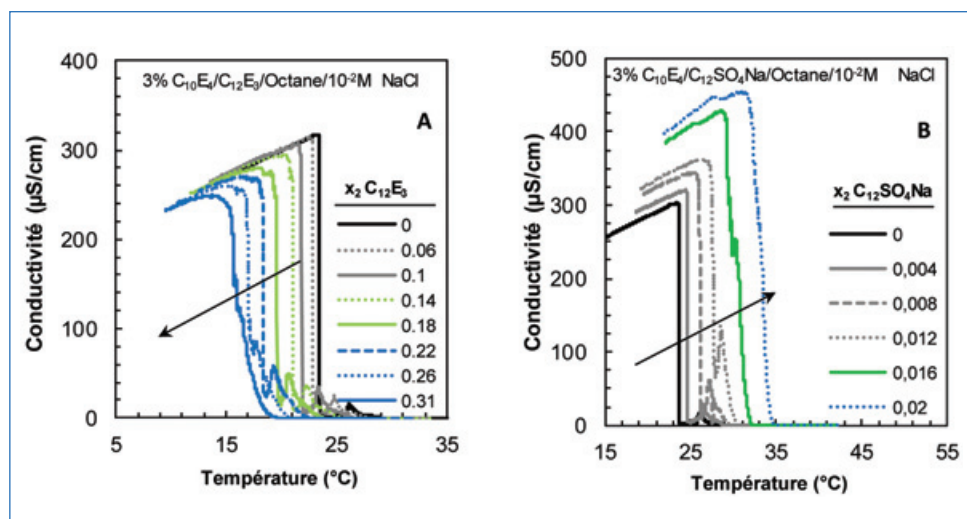 400
3% C₁₀E₄/C₁₂E₃/Octane/10⁻²M NaCl
A
300
x₂ C₁₂E₃
0
0.06
200
0.1
0.14
0.18
100
0.22
0.26
0.31
0
5 15 25 35
Conductivité (µS/cm)
Température (°C)
500
3% C₁₀E₄/C₁₂SO₄Na/Octane/10⁻²M NaCl
B
400
x₂ C₁₂SO₄Na
300
0
0,004
0,008
200
0,012
0,016
100
0,02
0
15 25 35 45 55
Conductivité (µS/cm)
Température (°C)